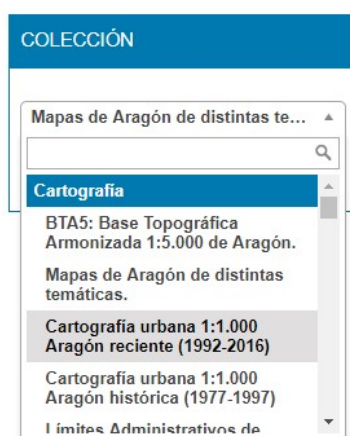 COLECCIÓN
Mapas de Aragón de distintas te...
Cartografía
BTA5: Base Topográfica
Armonizada 1:5.000 de Aragón.
Mapas de Aragón de distintas
temáticas.
Cartografía urbana 1:1.000
Aragón reciente (1992-2016)
Cartografía urbana 1:1.000
Aragón histórica (1977-1997)
Límites Administrativos de